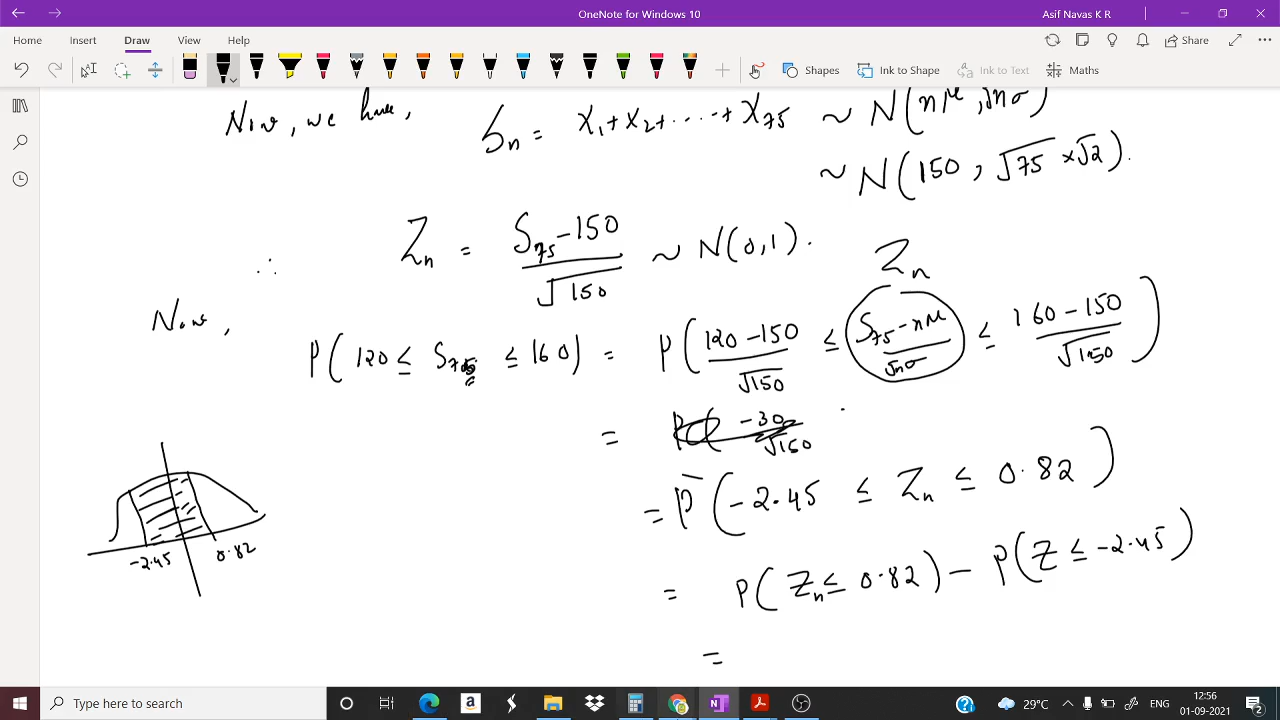 OneNote for Windows 10
Asif Navas K R
Home Insert Draw View Help
Share
Shapes Ink to Shape Ink to Text Maths
Now, we have, Sn = X1+X2+.....+X75 ~ N(nμ, √nσ)
~ N(150, √75 ×√2).
∴ Zn = S75-150/√150 ~ N(0,1).
Zn
Now,
P(120 ≤ S75 ≤ 160) = P(120-150/√150 ≤ S75-nμ/√nσ ≤ 160-150/√150)
= -30/√150
= P(-2.45 ≤ Zn ≤ 0.82)
-2.45 0.82
= P(Zn ≤ 0.82) - P(Z ≤ -2.45)
=
Type here to search
29°C
12:56
01-09-2021
2